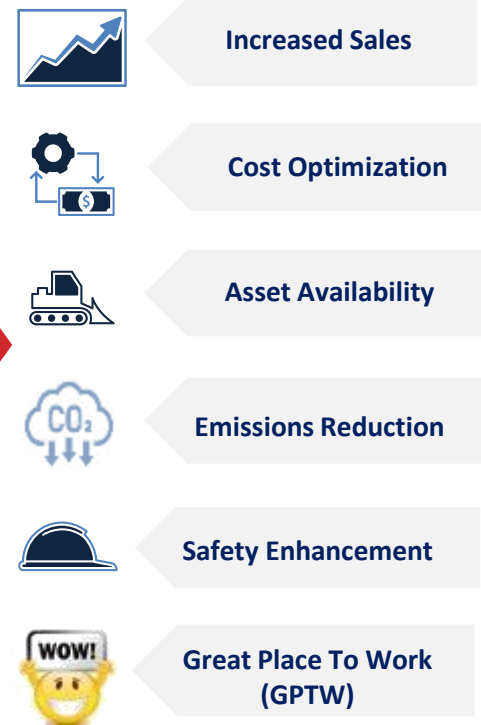 Increased Sales
Cost Optimization
$
Asset Availability
CO₂
Emissions Reduction
Safety Enhancement
WOW!
Great Place To Work
(GPTW)